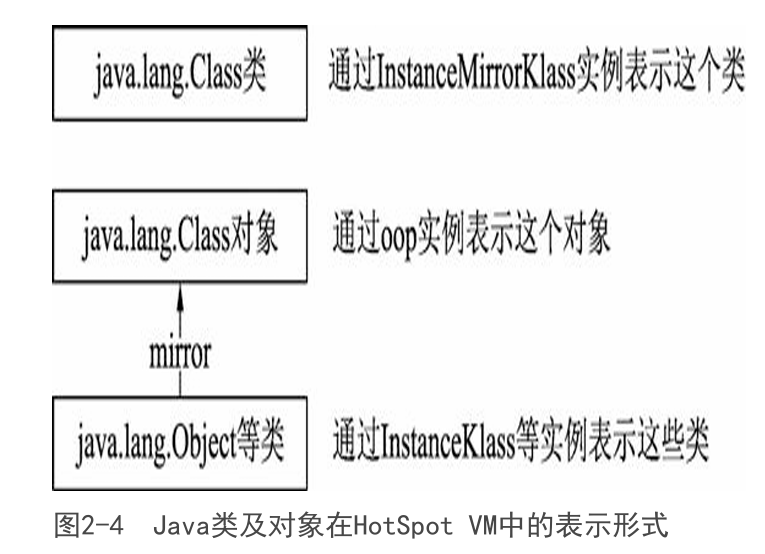 java.lang.Class类 通过InstanceMirrorKlass实例表示这个类
java.lang.Class对象 通过oop实例表示这个对象
mirror
java.lang.Object等类 通过InstanceKlass等实例表示这些类
图2-4 Java类及对象在HotSpot VM中的表示形式